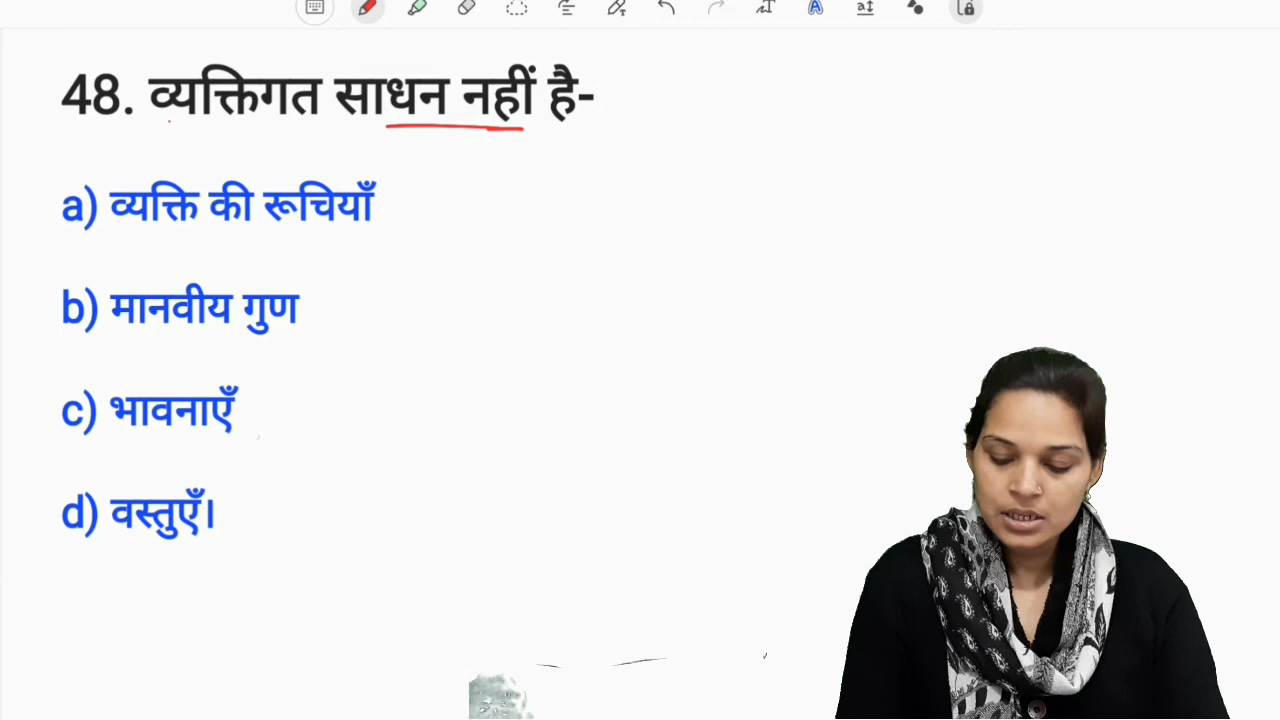 48. व्यक्तिगत साधन नहीं है-
a) व्यक्ति की रूचियाँ
b) मानवीय गुण
c) भावनाएँ
d) वस्तुएँ।